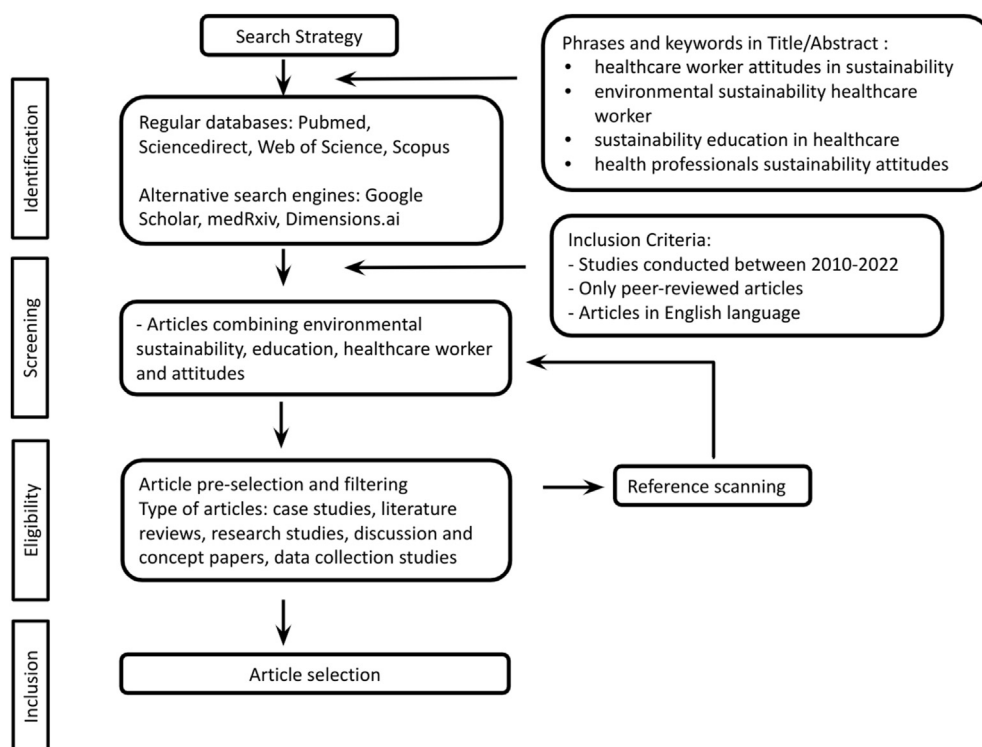 Search Strategy
Phrases and keywords in Title/Abstract :
• healthcare worker attitudes in sustainability
• environmental sustainability healthcare
worker
• sustainability education in healthcare
• health professionals sustainability attitudes
Identification
Regular databases: Pubmed,
Sciencedirect, Web of Science, Scopus
Alternative search engines: Google
Scholar, medRxiv, Dimensions.ai
Inclusion Criteria:
- Studies conducted between 2010-2022
- Only peer-reviewed articles
- Articles in English language
Screening
- Articles combining environmental
sustainability, education, healthcare worker
and attitudes
Eligibility
Article pre-selection and filtering
Type of articles: case studies, literature
reviews, research studies, discussion and
concept papers, data collection studies
Reference scanning
Inclusion
Article selection